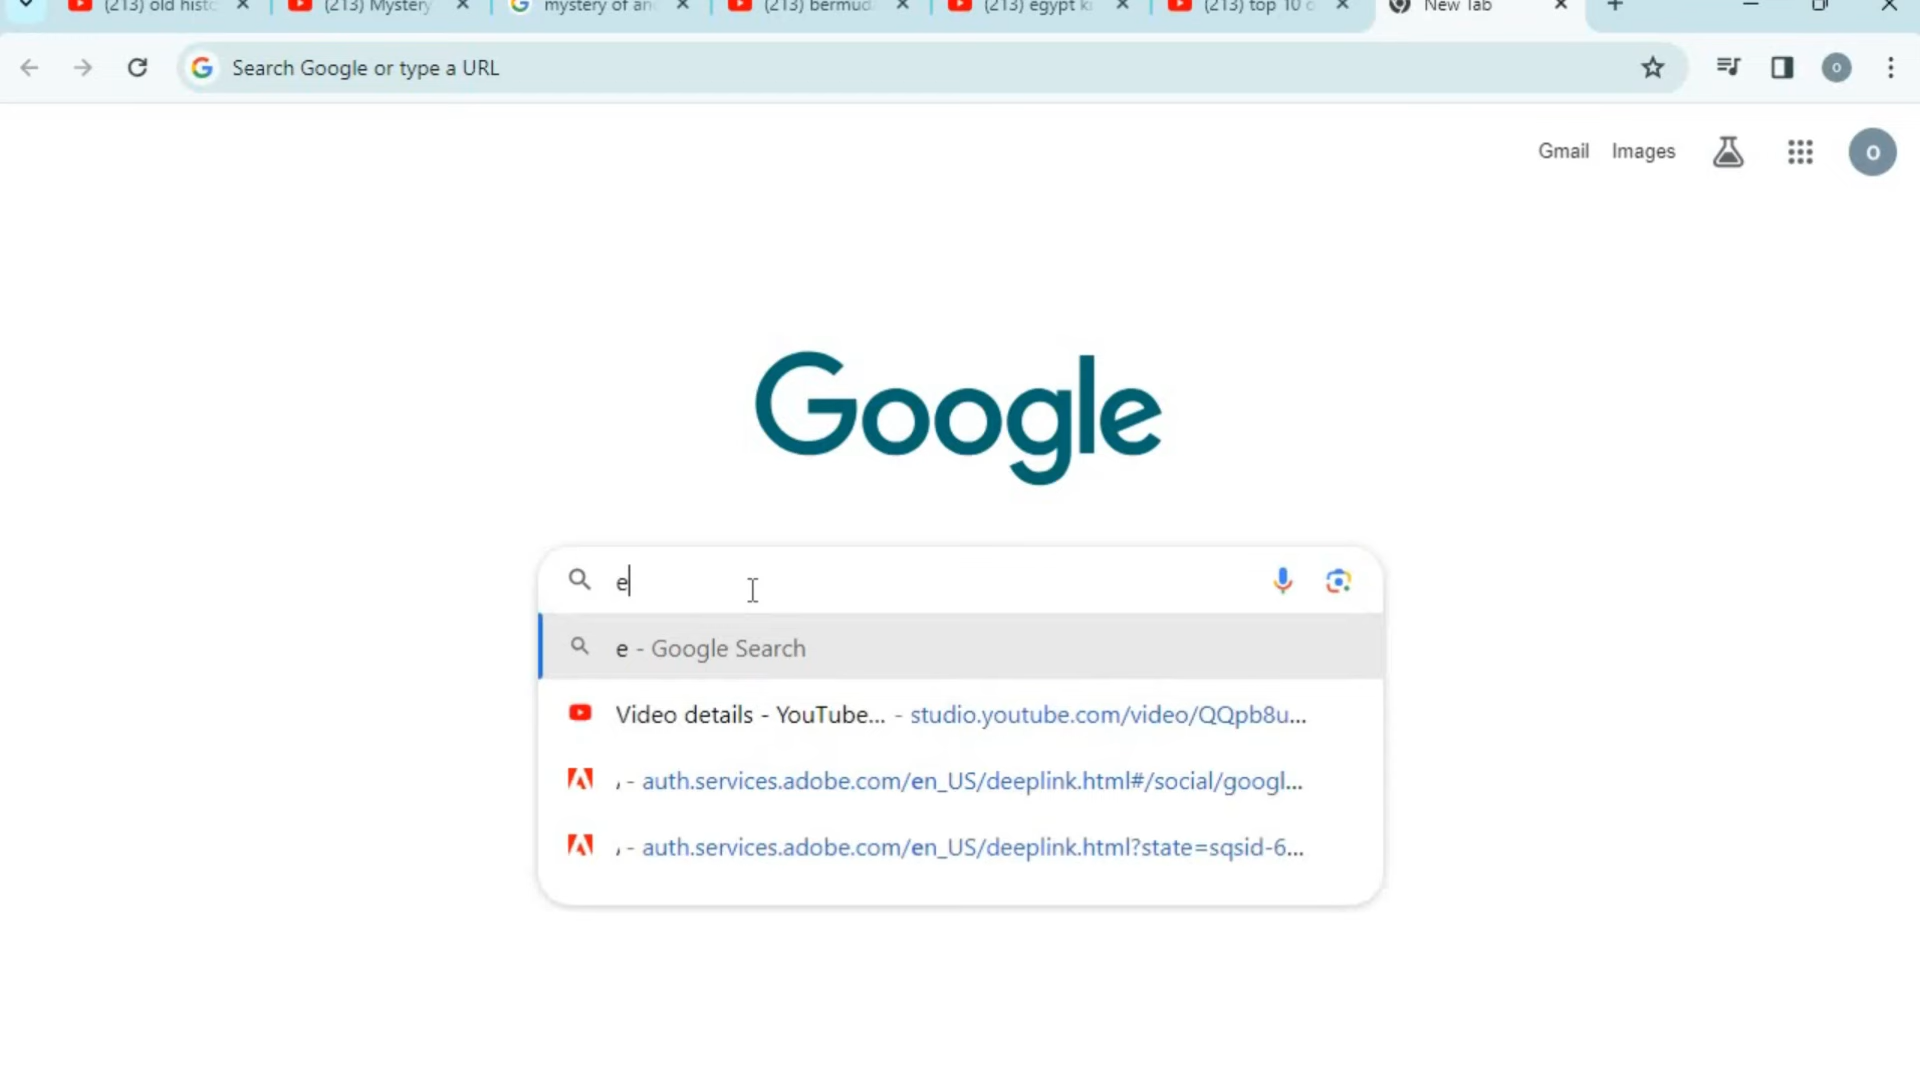 (213) old histo
(213) Mystery
mystery of an
(213) bermud
(213) egypt k
(213) top 10 o
New Tab
Search Google or type a URL
o
Gmail
Images
o
Google
e
e - Google Search
Video details - YouTube... - studio.youtube.com/video/QQpb8u...
, - auth.services.adobe.com/en_US/deeplink.html#/social/googl...
, - auth.services.adobe.com/en_US/deeplink.html?state=sqsid-6...